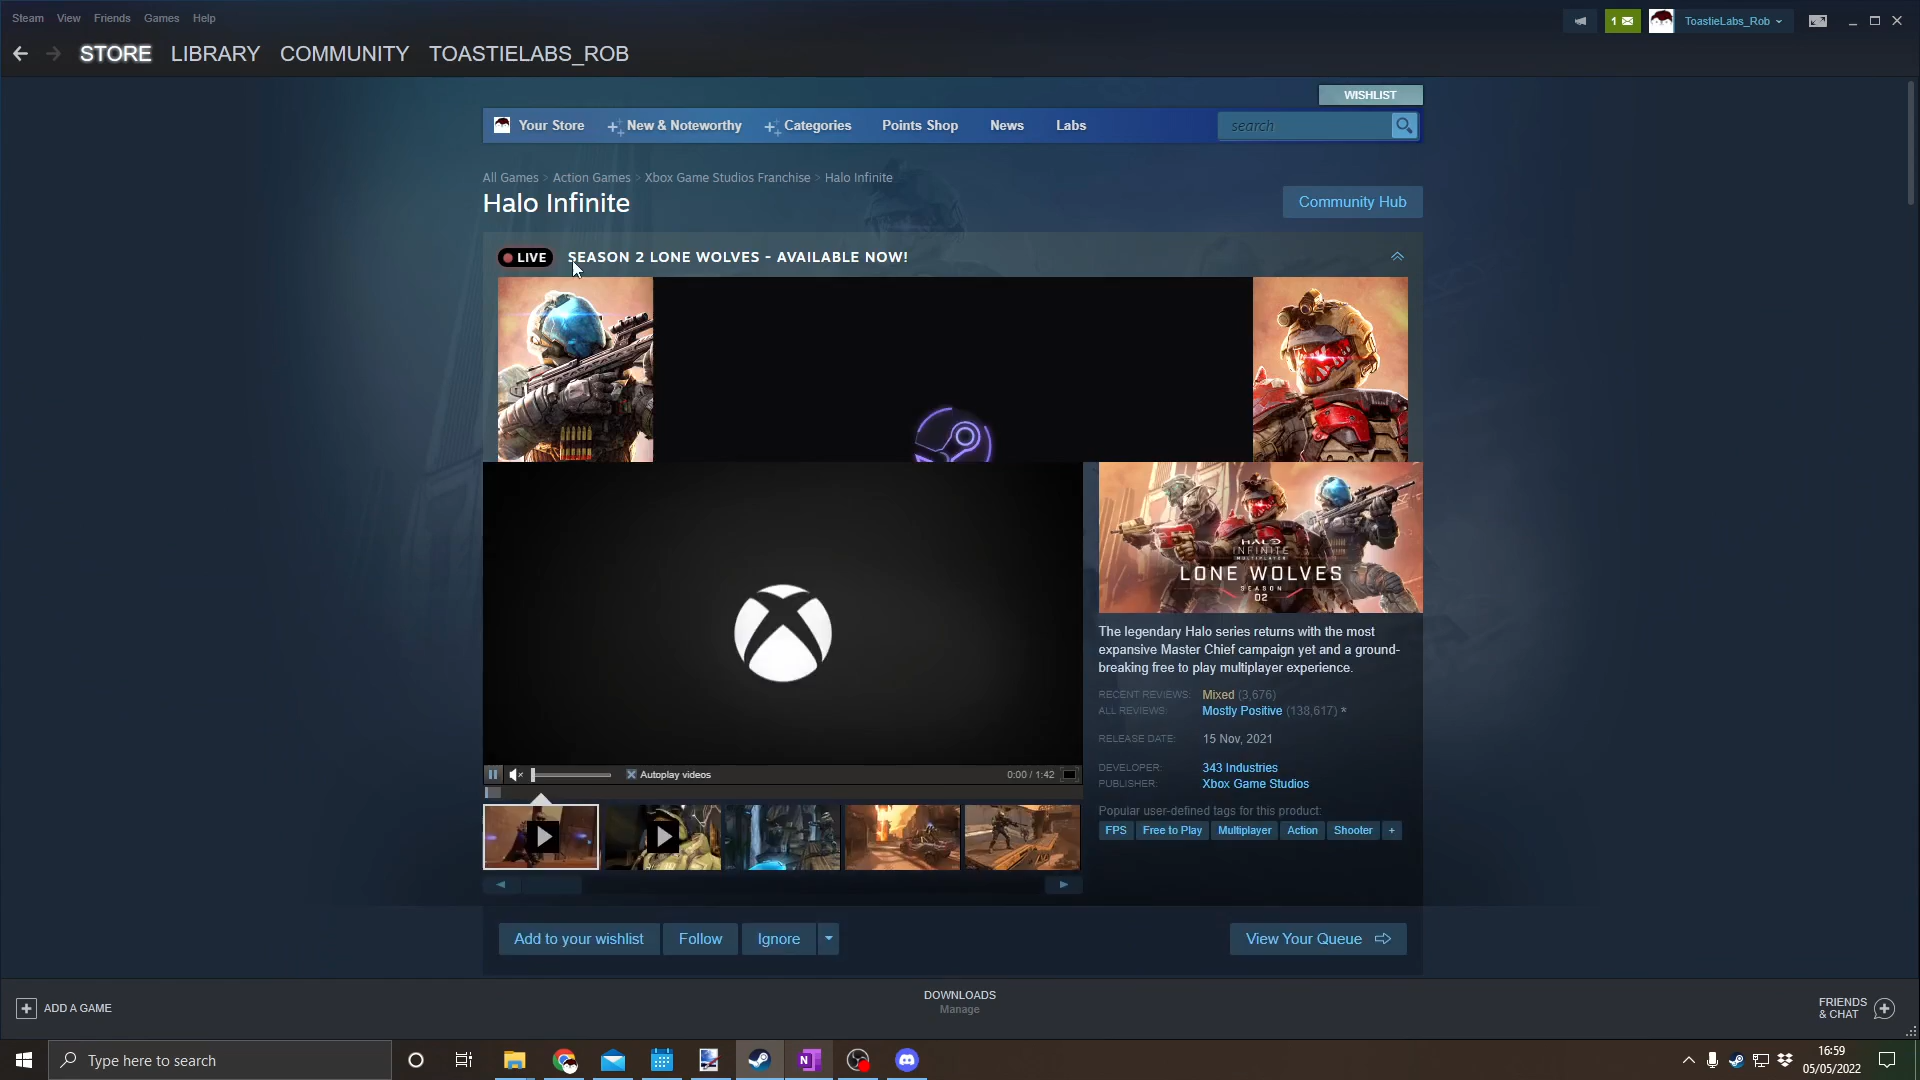 Steam View Friends Games Help
1
ToastieLabs_Rob
STORE LIBRARY COMMUNITY TOASTIELABS_ROB
WISHLIST
Your Store New & Noteworthy Categories Points Shop News Labs search
All Games > Action Games > Xbox Game Studios Franchise > Halo Infinite
Halo Infinite
Community Hub
LIVE SEASON 2 LONE WOLVES - AVAILABLE NOW!
HALO
INFINITE
MULTIPLAYER
LONE WOLVES
SEASON
02
The legendary Halo series returns with the most
expansive Master Chief campaign yet and a ground-
breaking free to play multiplayer experience.
RECENT REVIEWS: Mixed (3,676)
ALL REVIEWS: Mostly Positive (138,617) *
RELEASE DATE: 15 Nov, 2021
DEVELOPER: 343 Industries
PUBLISHER: Xbox Game Studios
Popular user-defined tags for this product:
FPS Free to Play Multiplayer Action Shooter +
Autoplay videos 0:00 / 1:42
Add to your wishlist Follow Ignore View Your Queue
ADD A GAME
DOWNLOADS
Manage
FRIENDS
& CHAT
Type here to search
N
16:59
05/05/2022